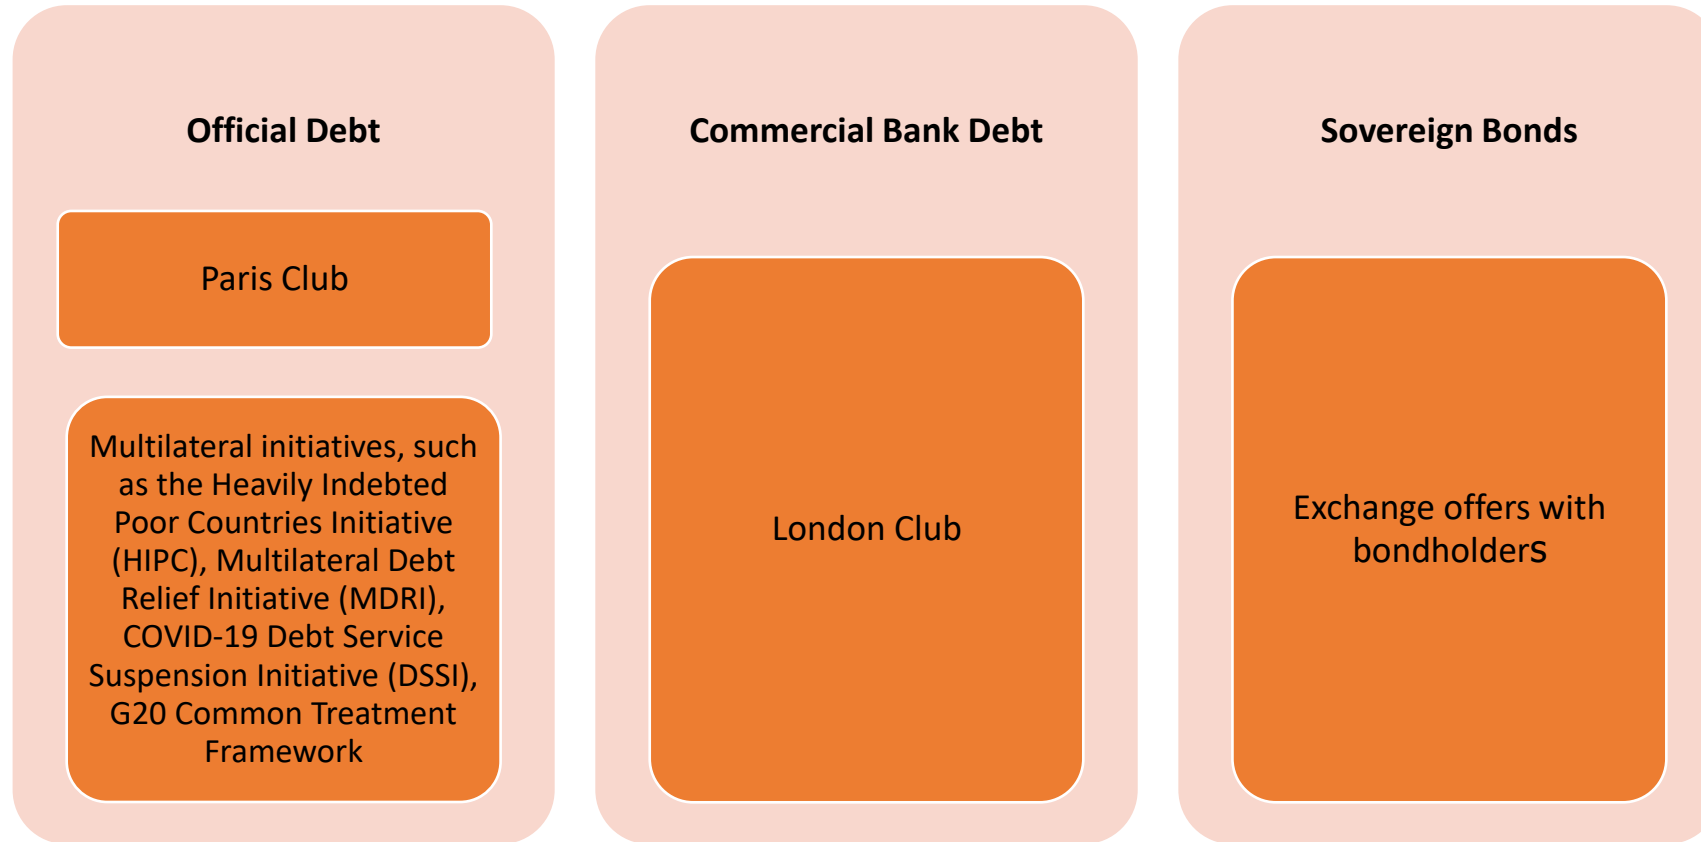 Official Debt
Paris Club
Multilateral initiatives, such
as the Heavily Indebted
Poor Countries Initiative
(HIPC), Multilateral Debt
Relief Initiative (MDRI),
COVID-19 Debt Service
Suspension Initiative (DSSI),
G20 Common Treatment
Framework
Commercial Bank Debt
London Club
Sovereign Bonds
Exchange offers with
bondholders